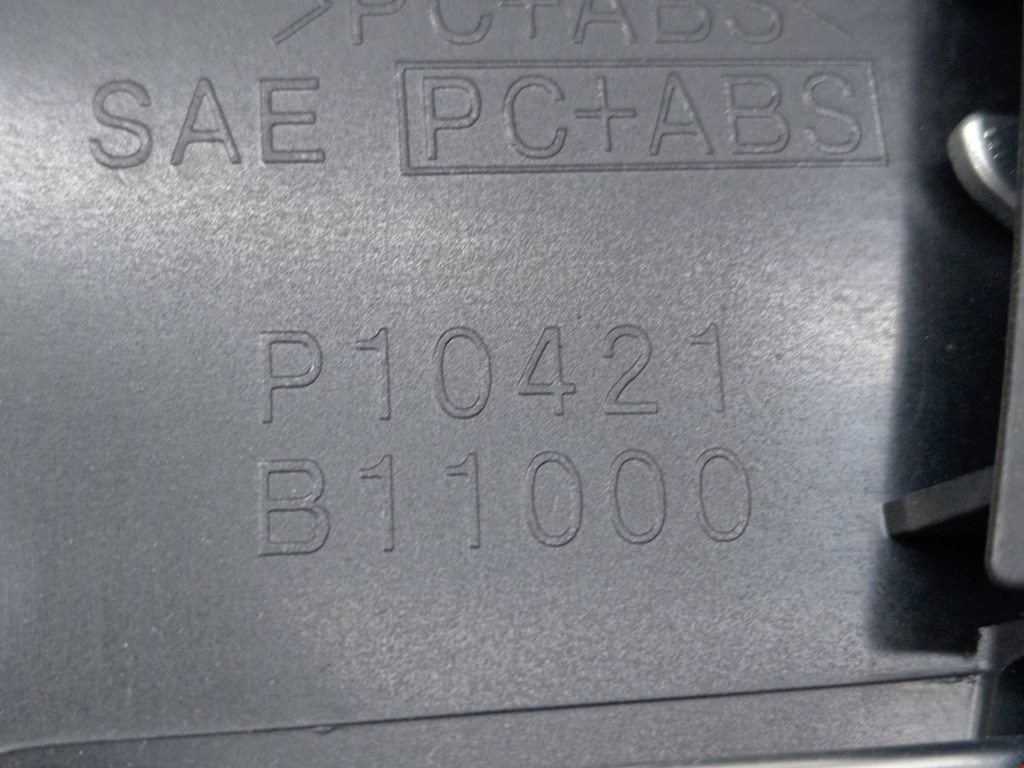 >PC+ABS<
SAE PC+ABS
P10421
B11000